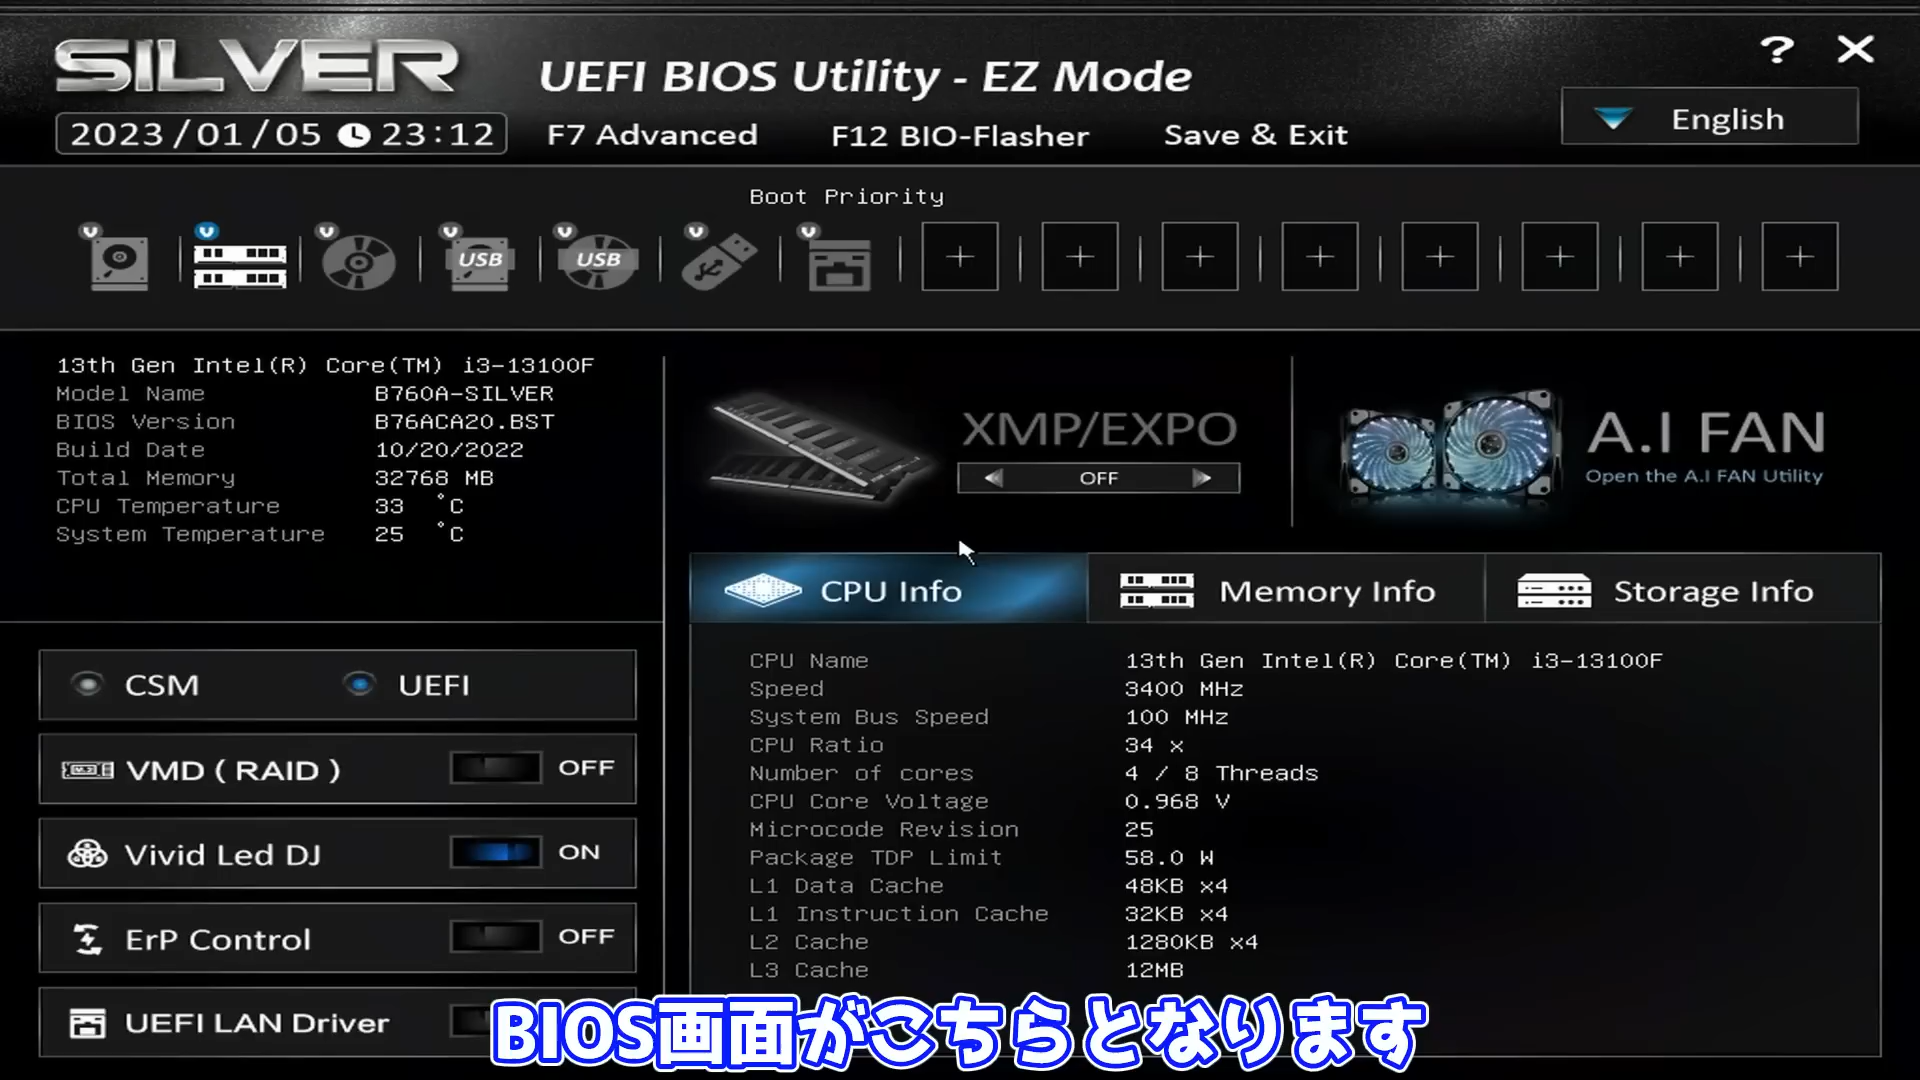 SILVER
UEFI BIOS Utility - EZ Mode
? X
2023/01/05 23:12
F7 Advanced
F12 BIO-Flasher
Save & Exit
English
Boot Priority
USB
USB
13th Gen Intel(R) Core(TM) i3-13100F
Model Name B760A-SILVER
BIOS Version B76ACA20.BST
Build Date 10/20/2022
Total Memory 32768 MB
CPU Temperature 33 °C
System Temperature 25 °C
XMP/EXPO
OFF
A.I FAN
Open the A.I FAN Utility
CPU Info
Memory Info
Storage Info
CPU Name 13th Gen Intel(R) Core(TM) i3-13100F
Speed 3400 MHz
System Bus Speed 100 MHz
CPU Ratio 34 x
Number of cores 4 / 8 Threads
CPU Core Voltage 0.968 V
Microcode Revision 25
Package TDP Limit 58.0 W
L1 Data Cache 48KB x4
L1 Instruction Cache 32KB x4
L2 Cache 1280KB x4
L3 Cache 12MB
CSM UEFI
VMD ( RAID ) OFF
Vivid Led DJ ON
ErP Control OFF
UEFI LAN Driver
BIOS画面がこちらとなります